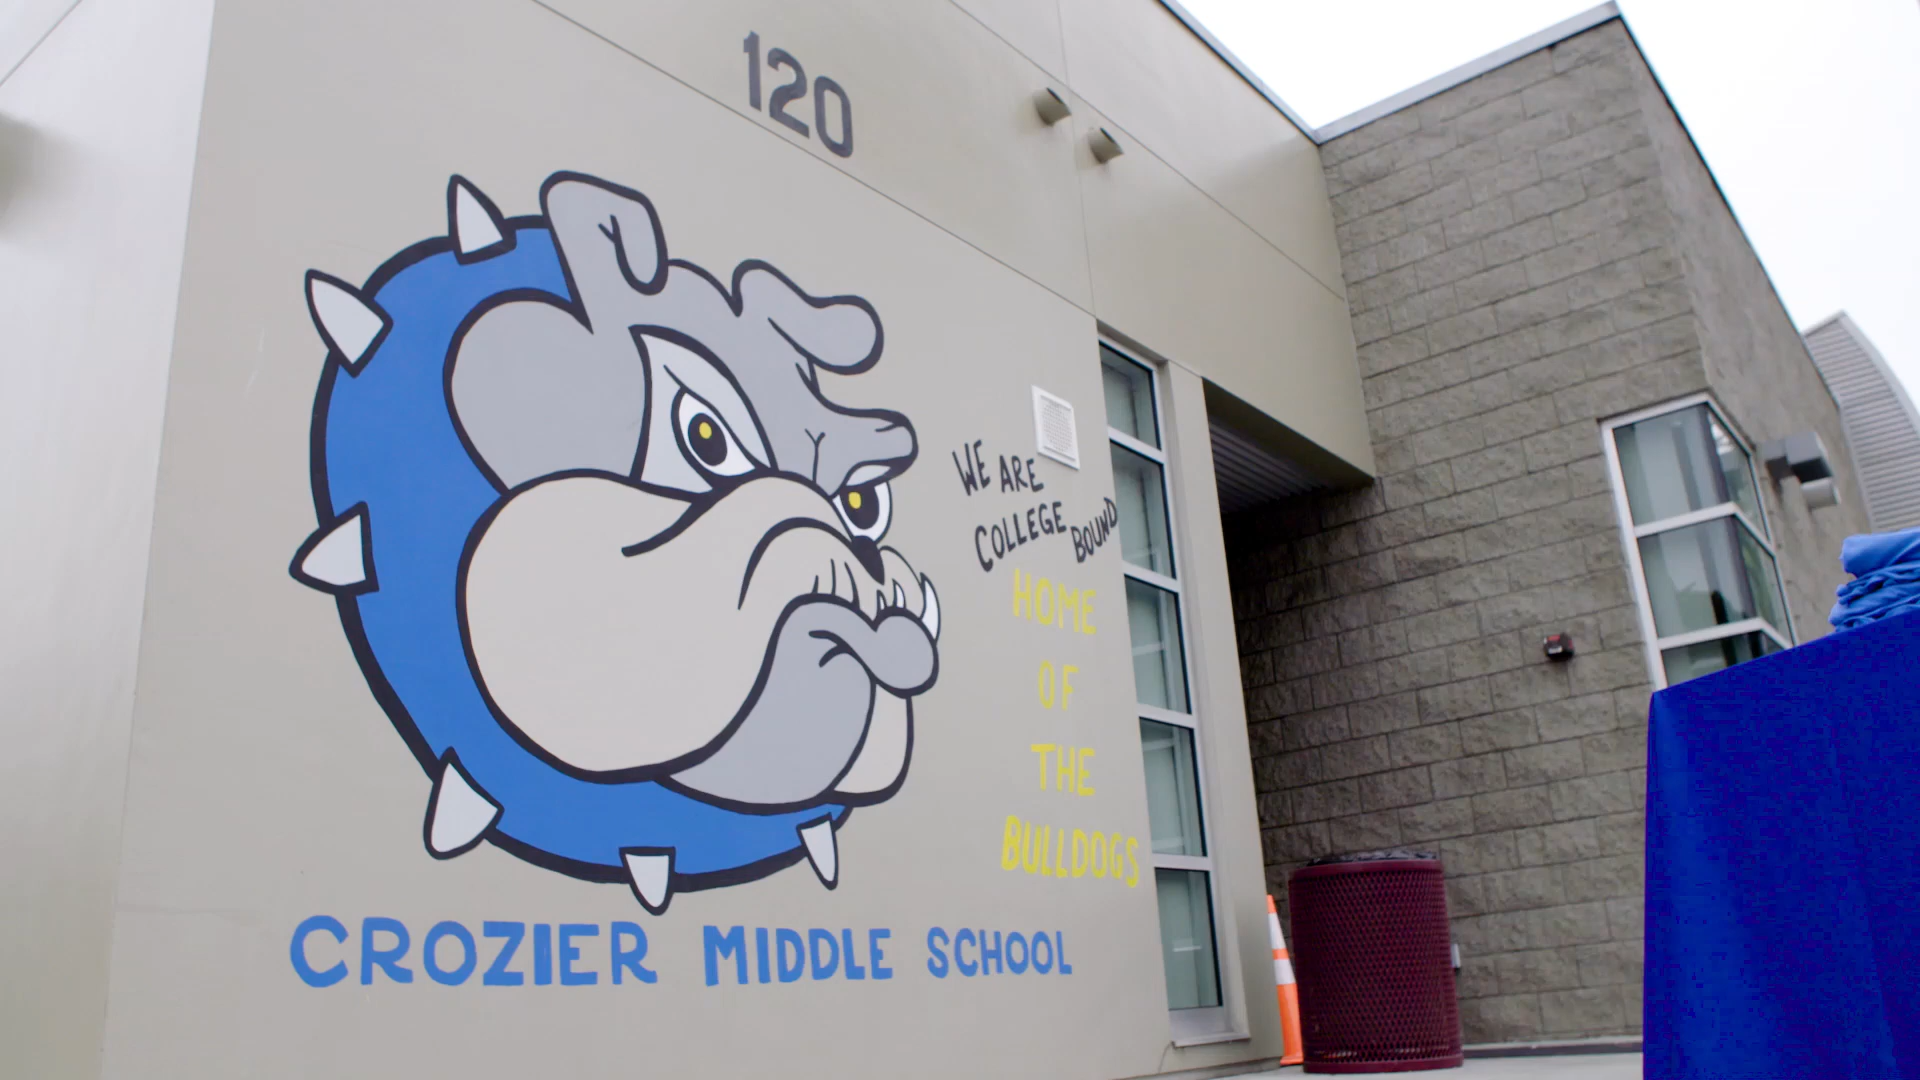 120
WE ARE
COLLEGE BOUND
HOME
OF
THE
BULLDOGS
CROZIER MIDDLE SCHOOL